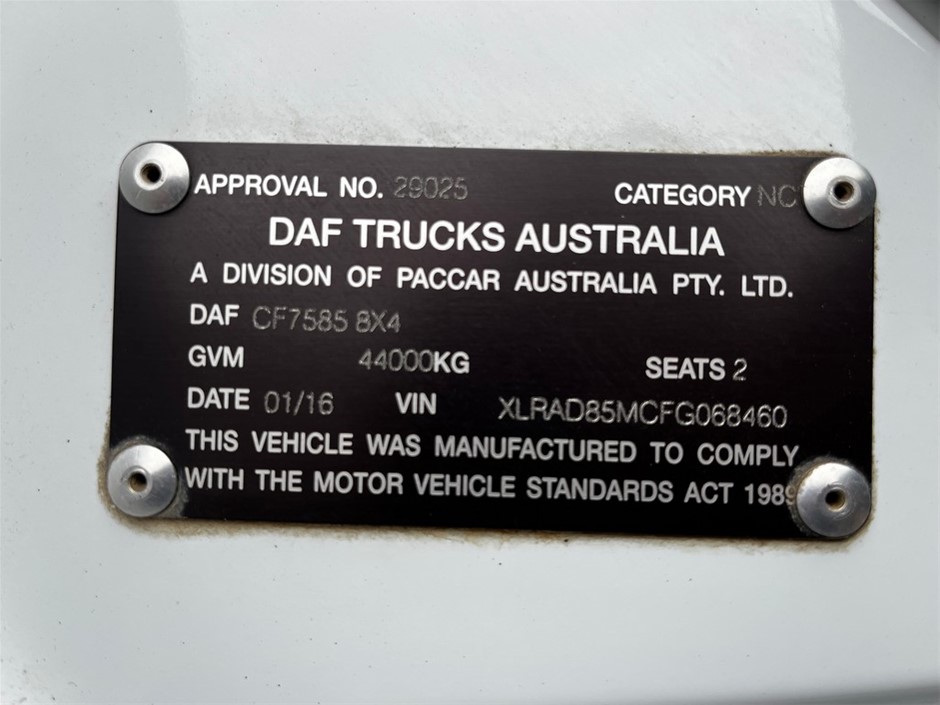 APPROVAL NO. 29025 CATEGORY NC
DAF TRUCKS AUSTRALIA
A DIVISION OF PACCAR AUSTRALIA PTY. LTD.
DAF CF7585 8X4
GVM 44000KG SEATS 2
DATE 01/16 VIN XLRAD85MCFG068460
THIS VEHICLE WAS MANUFACTURED TO COMPLY
WITH THE MOTOR VEHICLE STANDARDS ACT 1989